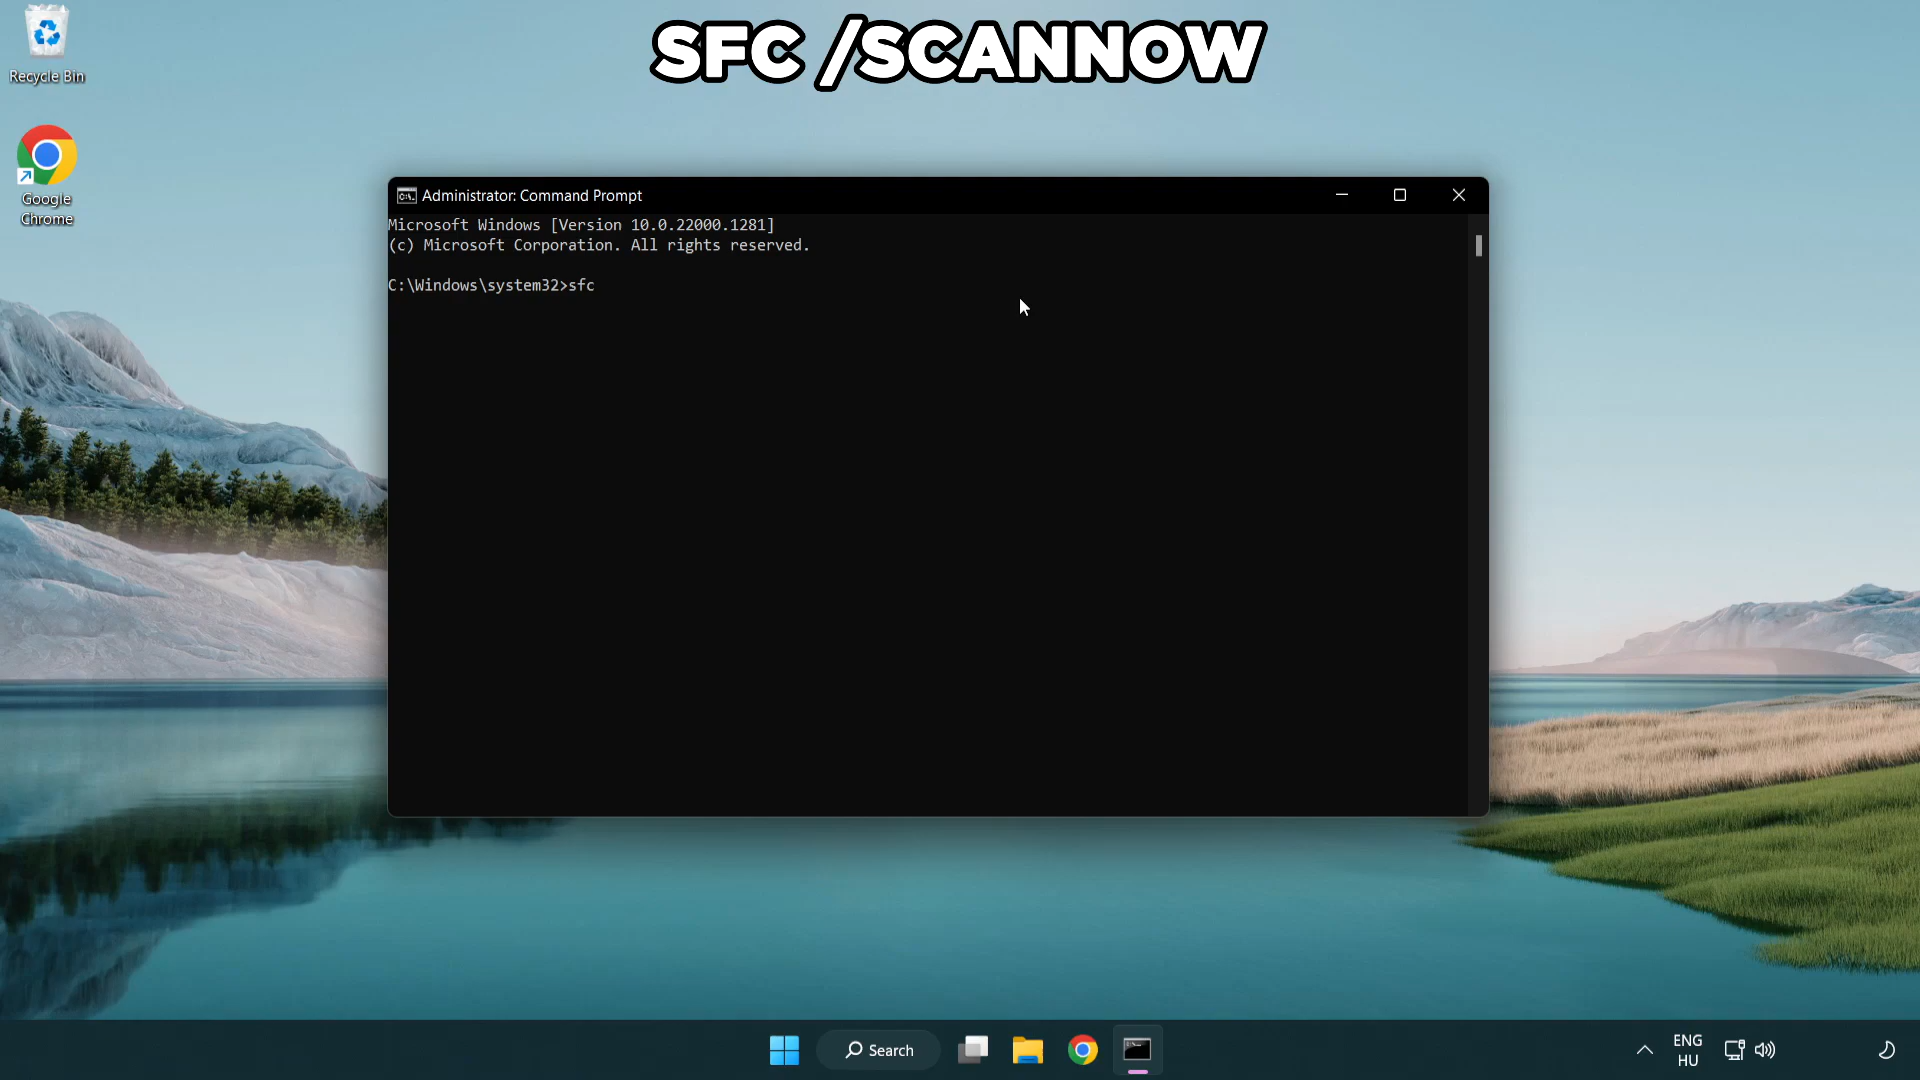 SFC /SCANNOW
Recycle Bin
Google
Chrome
Administrator: Command Prompt
Microsoft Windows [Version 10.0.22000.1281]
(c) Microsoft Corporation. All rights reserved.
C:\Windows\system32>sfc
Search
ENG
HU